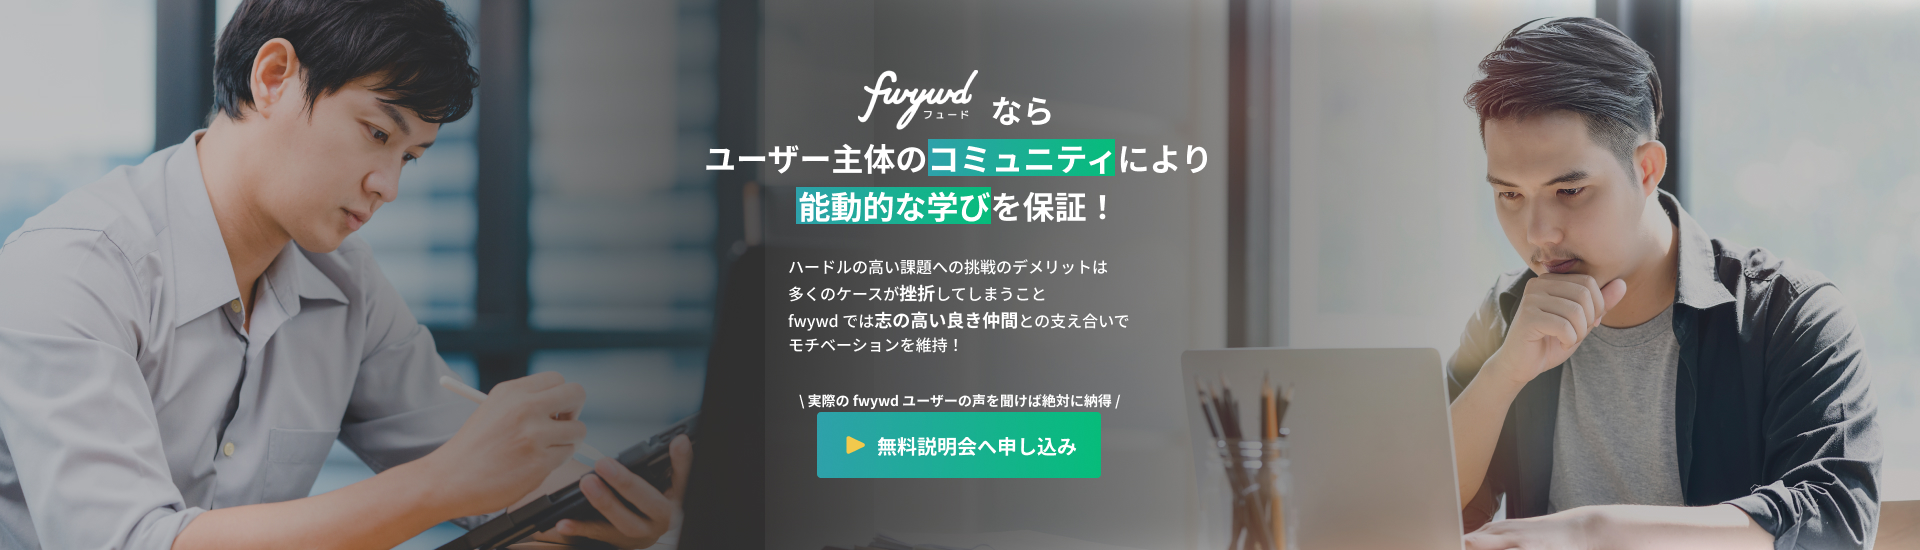 fwywd フュード なら
ユーザー主体のコミュニティにより
能動的な学びを保証！
ハードルの高い課題への挑戦のデメリットは
多くのケースが挫折してしまうこと
fwywd では志の高い良き仲間との支え合いで
モチベーションを維持！
\ 実際の fwywd ユーザーの声を聞けば絶対に納得 /
無料説明会へ申し込み